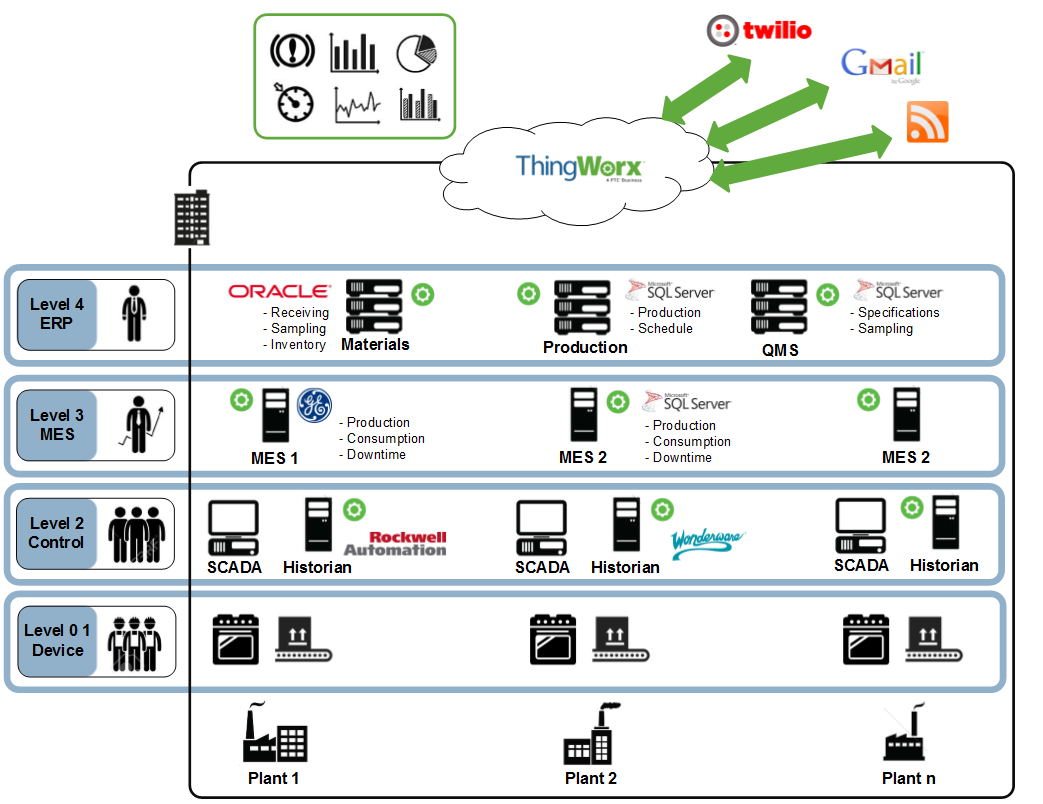 twilio
Gmail
by Google
ThingWorx
A PTC Business
Level 4
ERP
ORACLE
- Receiving
- Sampling
- Inventory
Materials
Microsoft
SQL Server
- Production
- Schedule
Production
QMS
Microsoft
SQL Server
- Specifications
- Sampling
Level 3
MES
MES 1
- Production
- Consumption
- Downtime
MES 2
Microsoft
SQL Server
- Production
- Consumption
- Downtime
MES 2
Level 2
Control
SCADA
Historian
Rockwell
Automation
SCADA
Historian
Wonderware
SCADA
Historian
Level 0 1
Device
Plant 1
Plant 2
Plant n